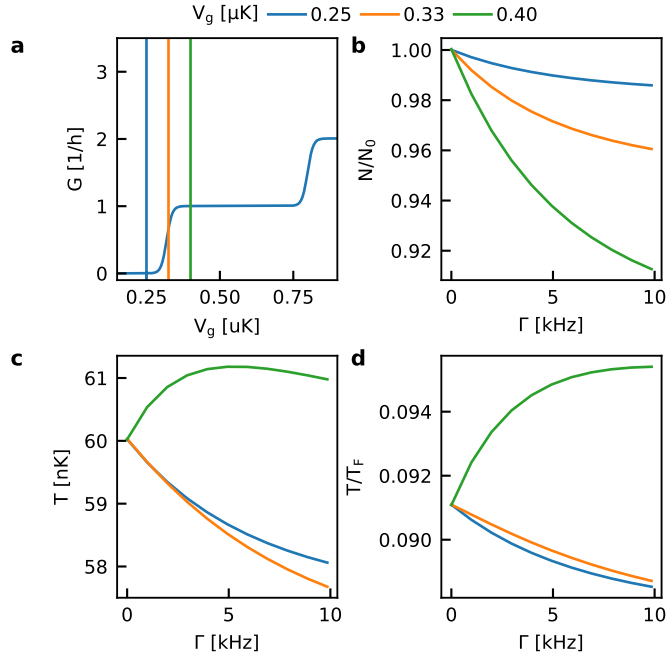 V_g [μK] 0.25 0.33 0.40
a
G [1/h]
3
2
1
0
0.25 0.50 0.75
V_g [uK]
b
N/N_0
1.00
0.98
0.96
0.94
0.92
0 5 10
Γ [kHz]
c
T [nK]
61
60
59
58
0 5 10
Γ [kHz]
d
T/T_F
0.094
0.092
0.090
0 5 10
Γ [kHz]